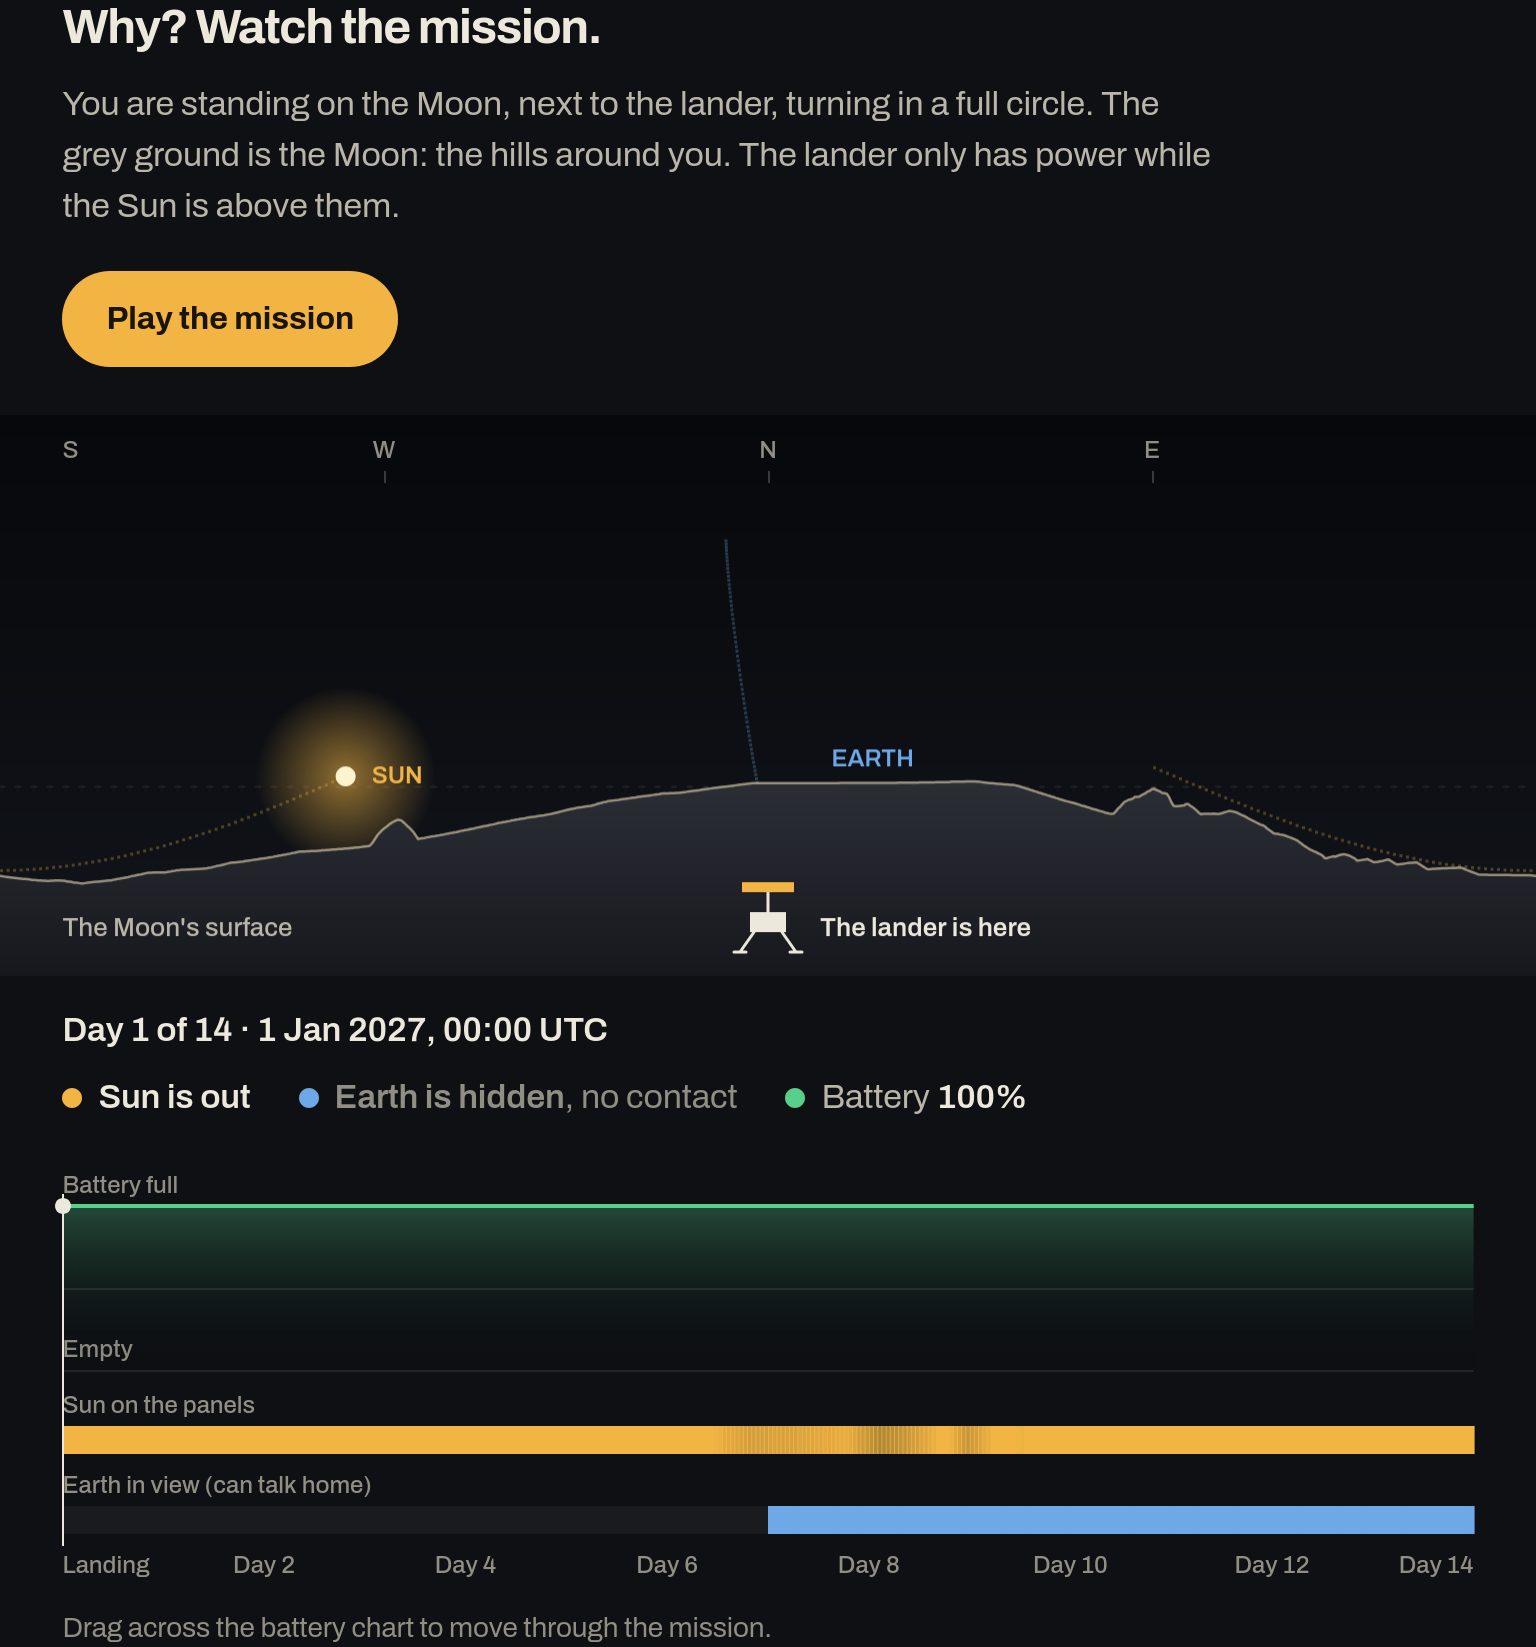 Why? Watch the mission.
You are standing on the Moon, next to the lander, turning in a full circle. The
grey ground is the Moon: the hills around you. The lander only has power while
the Sun is above them.
Play the mission
S W N E
EARTH
SUN
The Moon's surface
The lander is here
Day 1 of 14 · 1 Jan 2027, 00:00 UTC
Sun is out Earth is hidden, no contact Battery 100%
Battery full
Empty
Sun on the panels
Earth in view (can talk home)
Landing Day 2 Day 4 Day 6 Day 8 Day 10 Day 12 Day 14
Drag across the battery chart to move through the mission.